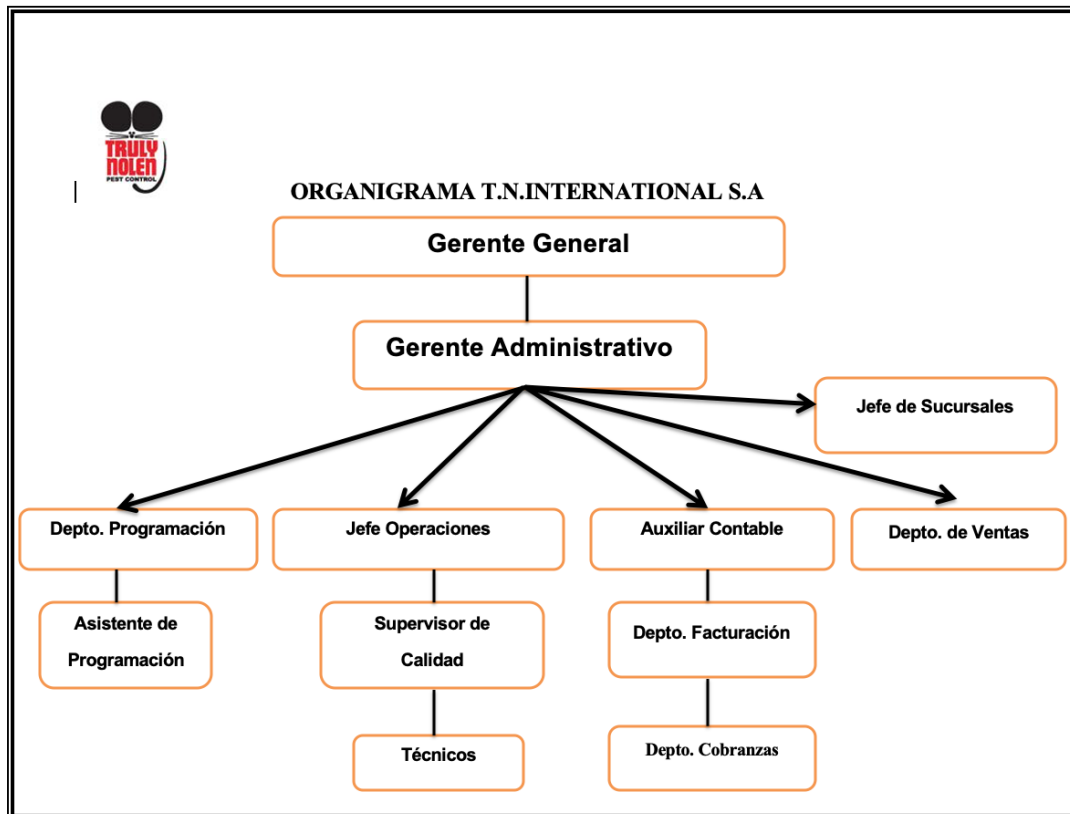 TRULY
NOLEN
PEST CONTROL
ORGANIGRAMA T.N.INTERNATIONAL S.A
Gerente General
Gerente Administrativo
Jefe de Sucursales
Depto. Programación
Jefe Operaciones
Auxiliar Contable
Depto. de Ventas
Asistente de
Programación
Supervisor de
Calidad
Depto. Facturación
Técnicos
Depto. Cobranzas